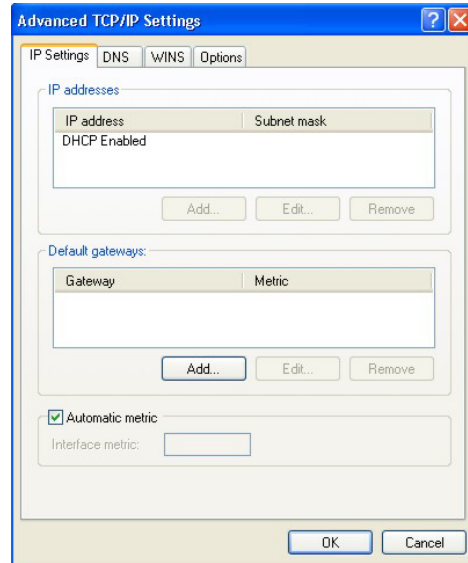 Advanced TCP/IP Settings
IP Settings DNS WINS Options
IP addresses
IP address Subnet mask
DHCP Enabled
Add... Edit... Remove
Default gateways:
Gateway Metric
Add... Edit... Remove
Automatic metric
Interface metric:
OK Cancel